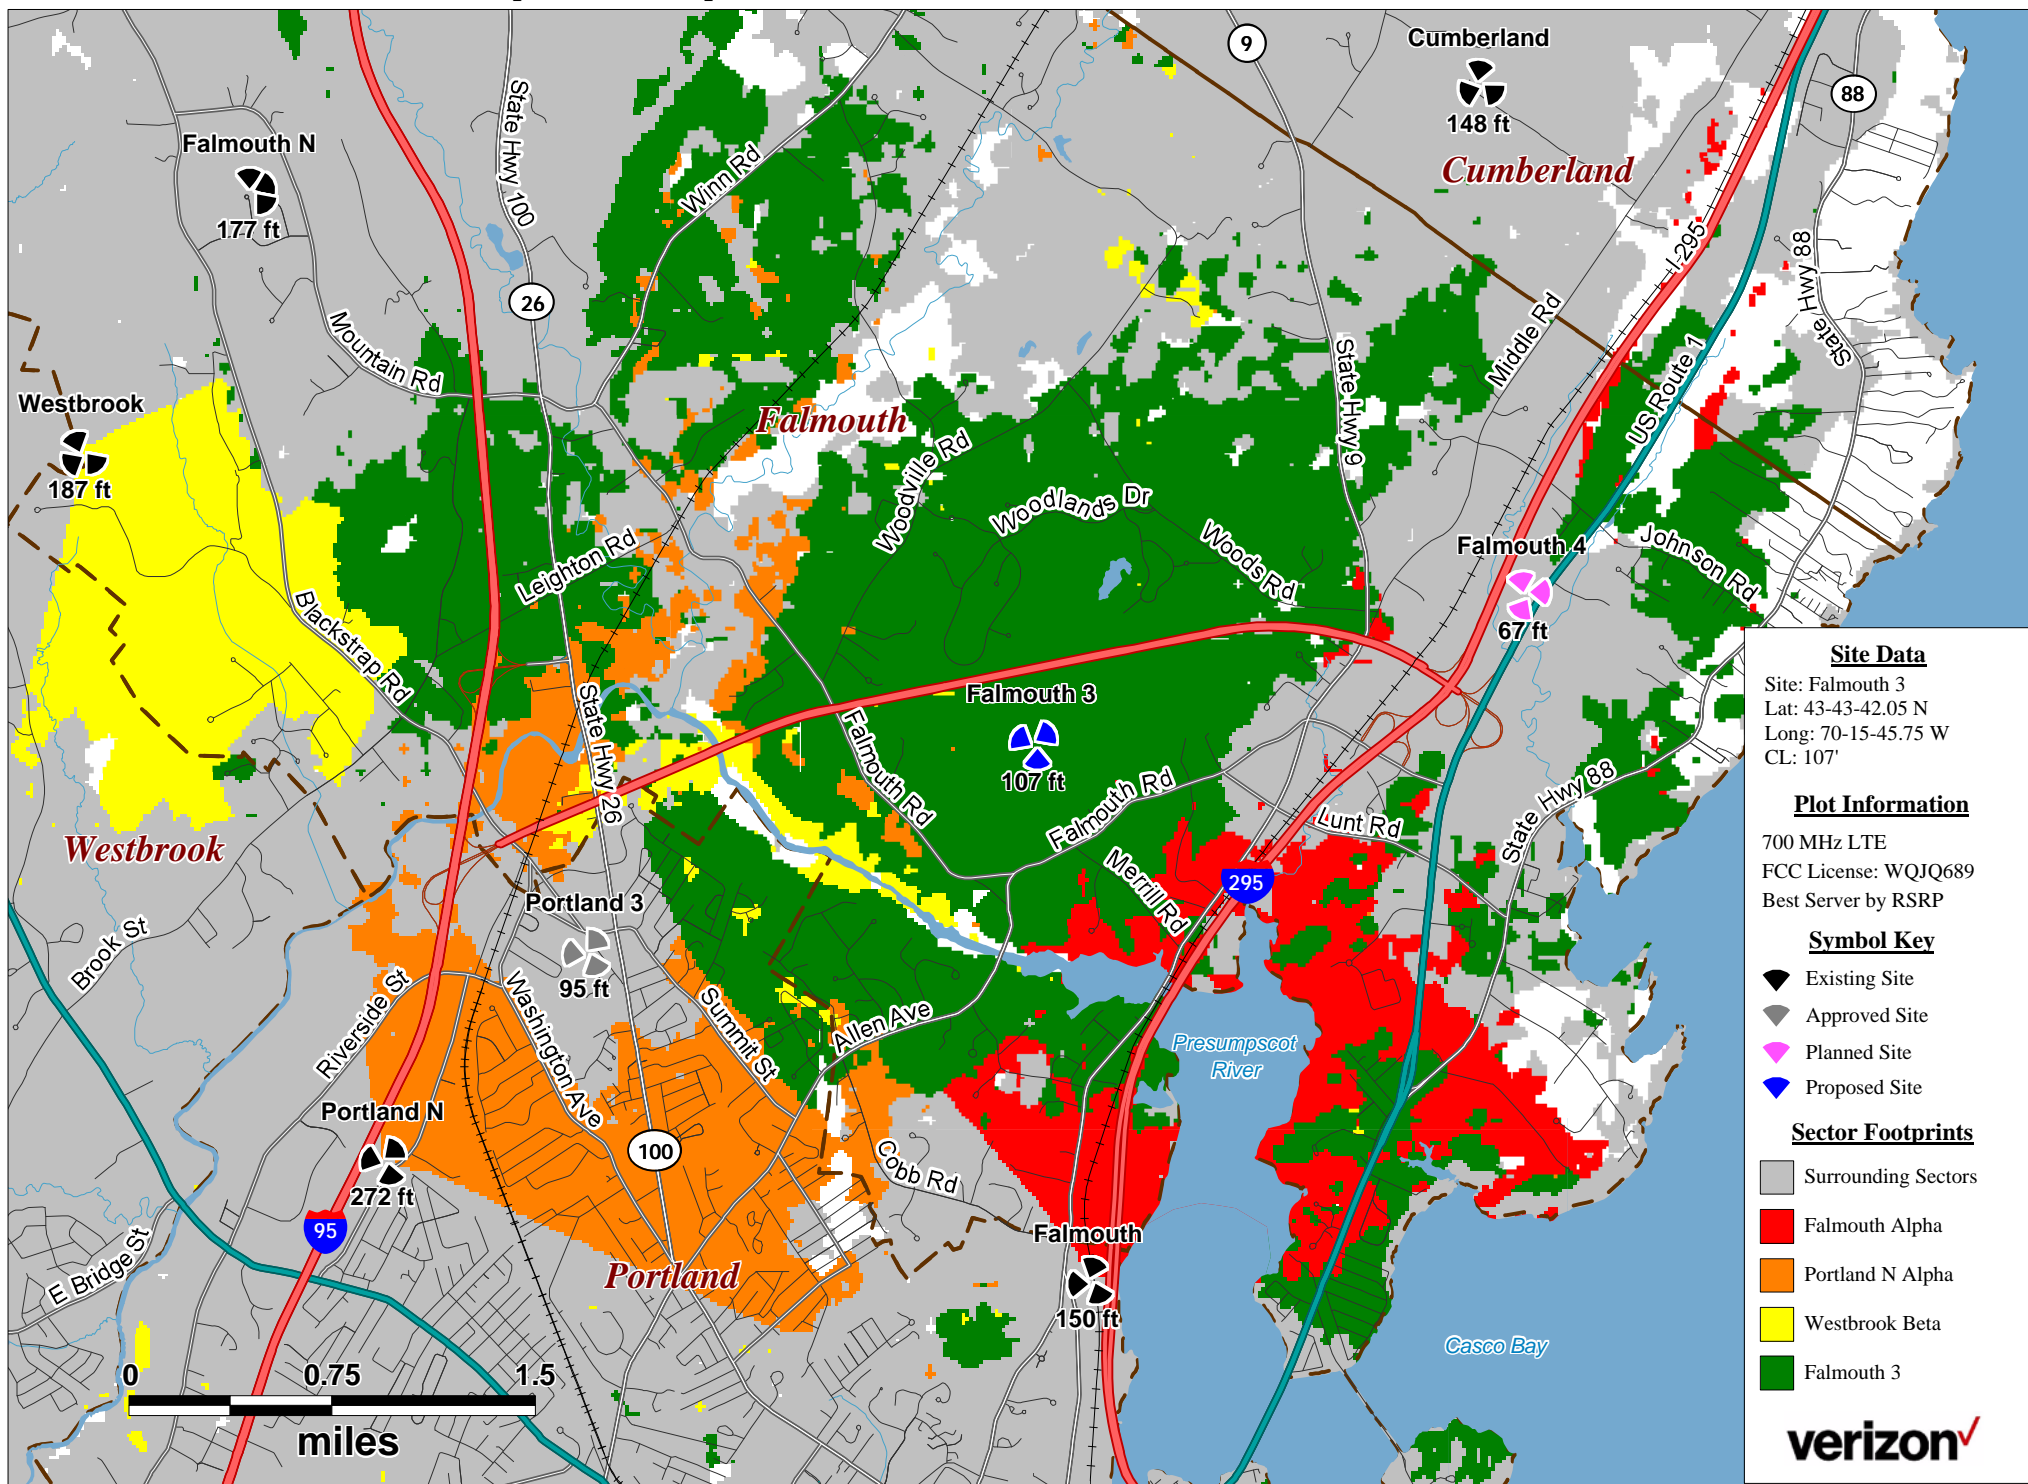 Cumberland
148 ft
Cumberland
9
88
Falmouth N
177 ft
State Hwy 100
Winn Rd
I-295
State Hwy 88
26
Mountain Rd
State Hwy 9
Middle Rd
US Route 1
Westbrook
187 ft
Falmouth
Woodville Rd
Woodlands Dr
Woods Rd
Leighton Rd
Falmouth 4
67 ft
Johnson Rd
Blackstrap Rd
State Hwy 26
Falmouth 3
107 ft
Falmouth Rd
Falmouth Rd
Lunt Rd
State Hwy 88
Merrill Rd
295
Westbrook
Portland 3
95 ft
Brook St
Riverside St
Washington Ave
Summit St
Allen Ave
Presumpscot
River
Portland N
272 ft
100
Cobb Rd
Falmouth
150 ft
95
E Bridge St
Portland
Casco Bay
0
0.75
1.5
miles
Site Data
Site: Falmouth 3
Lat: 43-43-42.05 N
Long: 70-15-45.75 W
CL: 107'
Plot Information
700 MHz LTE
FCC License: WQJQ689
Best Server by RSRP
Symbol Key
Existing Site
Approved Site
Planned Site
Proposed Site
Sector Footprints
Surrounding Sectors
Falmouth Alpha
Portland N Alpha
Westbrook Beta
Falmouth 3
verizon